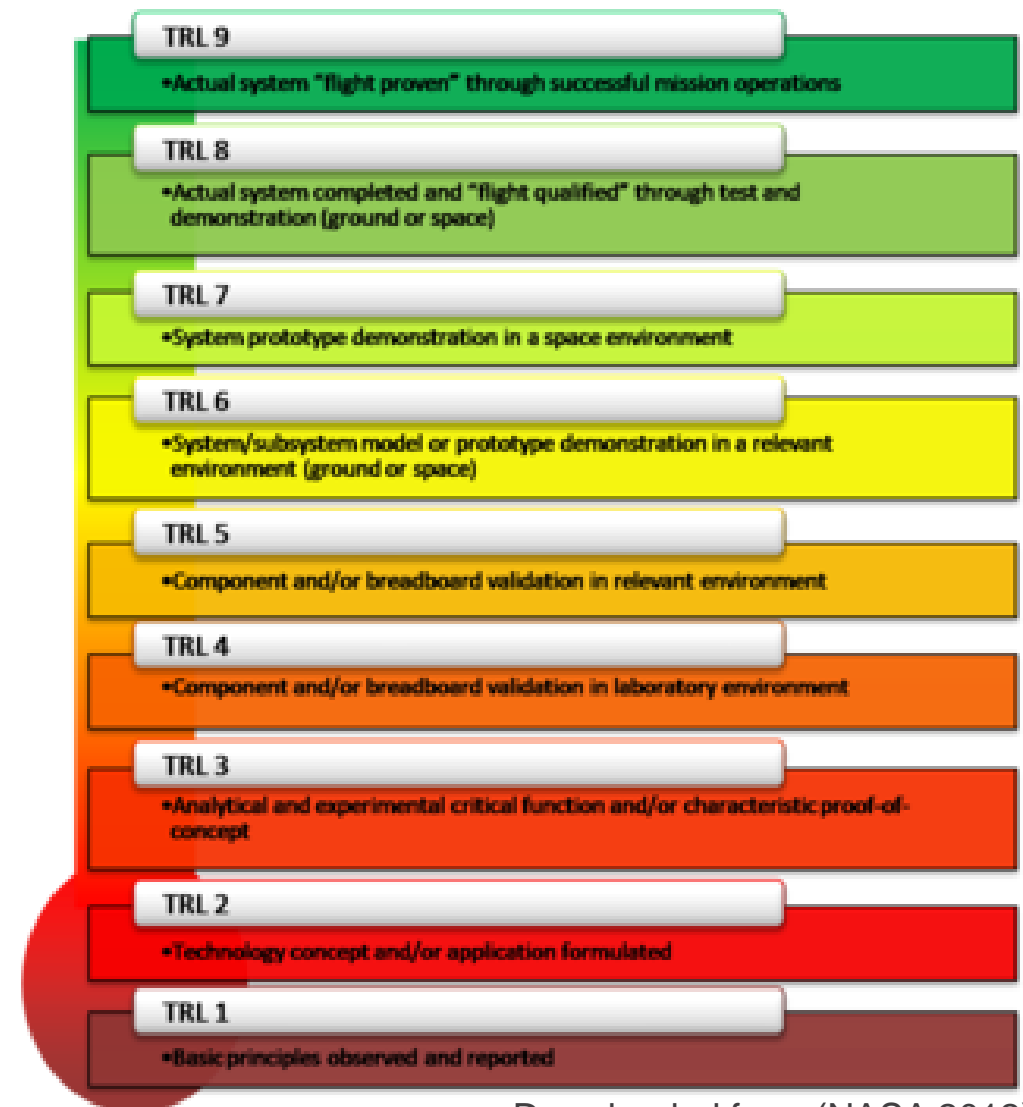 TRL 9
•Actual system "flight proven" through successful mission operations
TRL 8
•Actual system completed and "flight qualified" through test and
demonstration (ground or space)
TRL 7
•System prototype demonstration in a space environment
TRL 6
•System/subsystem model or prototype demonstration in a relevant
environment (ground or space)
TRL 5
•Component and/or breadboard validation in relevant environment
TRL 4
•Component and/or breadboard validation in laboratory environment
TRL 3
•Analytical and experimental critical function and/or characteristic proof-of-
concept
TRL 2
•Technology concept and/or application formulated
TRL 1
•Basic principles observed and reported